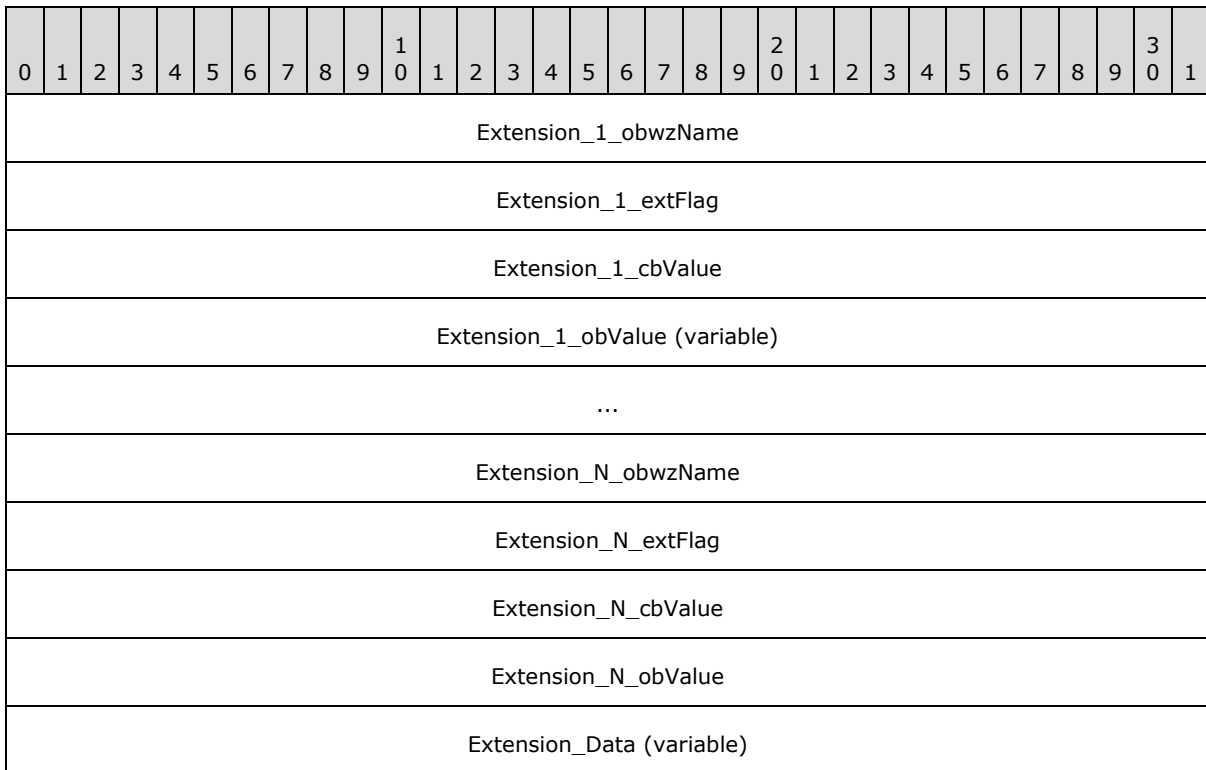 1 2 3
0 1 2 3 4 5 6 7 8 9 0 1 2 3 4 5 6 7 8 9 0 1 2 3 4 5 6 7 8 9 0 1
Extension_1_obwzName
Extension_1_extFlag
Extension_1_cbValue
Extension_1_obValue (variable)
...
Extension_N_obwzName
Extension_N_extFlag
Extension_N_cbValue
Extension_N_obValue
Extension_Data (variable)